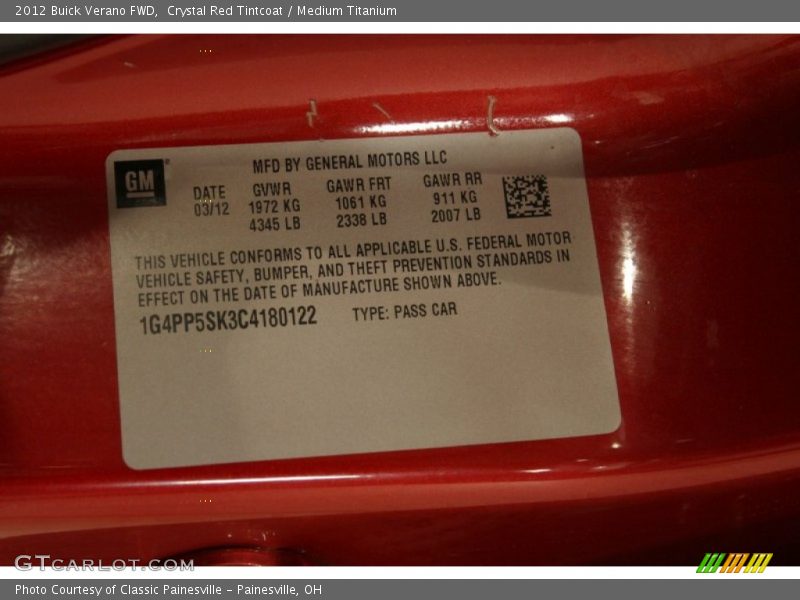 2012 Buick Verano FWD,  Crystal Red Tintcoat / Medium Titanium
GM
MFD BY GENERAL MOTORS LLC
DATE GVWR GAWR FRT GAWR RR
03/12 1972 KG 1061 KG 911 KG
4345 LB 2338 LB 2007 LB
THIS VEHICLE CONFORMS TO ALL APPLICABLE U.S. FEDERAL MOTOR
VEHICLE SAFETY, BUMPER, AND THEFT PREVENTION STANDARDS IN
EFFECT ON THE DATE OF MANUFACTURE SHOWN ABOVE.
1G4PP5SK3C4180122 TYPE: PASS CAR
GTCARLOT.COM
Photo Courtesy of Classic Painesville – Painesville, OH